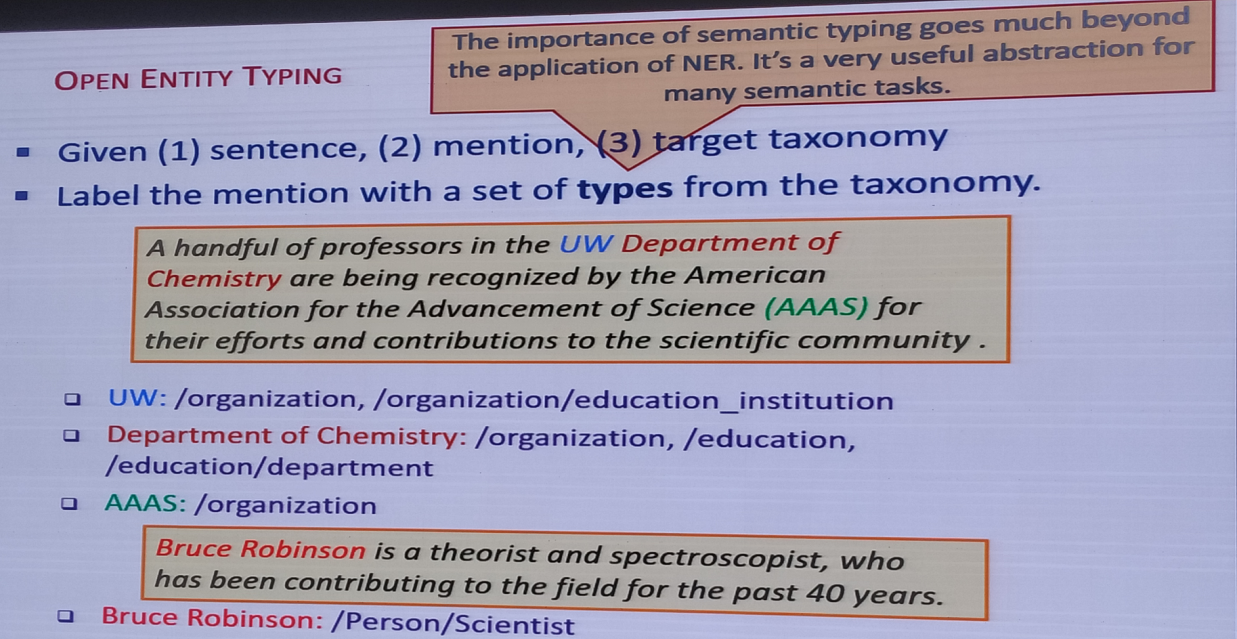 OPEN ENTITY TYPING
The importance of semantic typing goes much beyond
the application of NER. It's a very useful abstraction for
many semantic tasks.
Given (1) sentence, (2) mention, (3) target taxonomy
Label the mention with a set of types from the taxonomy.
A handful of professors in the UW Department of
Chemistry are being recognized by the American
Association for the Advancement of Science (AAAS) for
their efforts and contributions to the scientific community .
UW: /organization, /organization/education_institution
Department of Chemistry: /organization, /education,
/education/department
AAAS: /organization
Bruce Robinson is a theorist and spectroscopist, who
has been contributing to the field for the past 40 years.
Bruce Robinson: /Person/Scientist